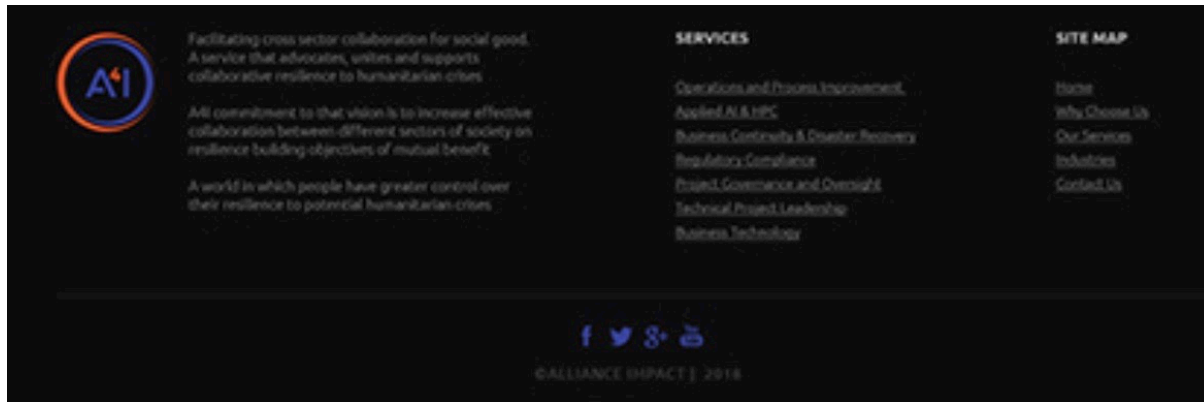 A4I
Facilitating cross sector collaboration for social good.
A service that advocates, unites and supports
collaborative resilience to humanitarian crises
A4I commitment to that vision is to increase effective
collaboration between different sectors of society on
resilience building objectives of mutual benefit
A world in which people have greater control over
their resilience to potential humanitarian crises
SERVICES
Operations and Process Improvement
Applied AI & HPC
Business Continuity & Disaster Recovery
Regulatory Compliance
Project Governance and Oversight
Technical Project Leadership
Business Technology
SITE MAP
Home
Why Choose Us
Our Services
Industries
Contact Us
©ALLIANCE IMPACT | 2018